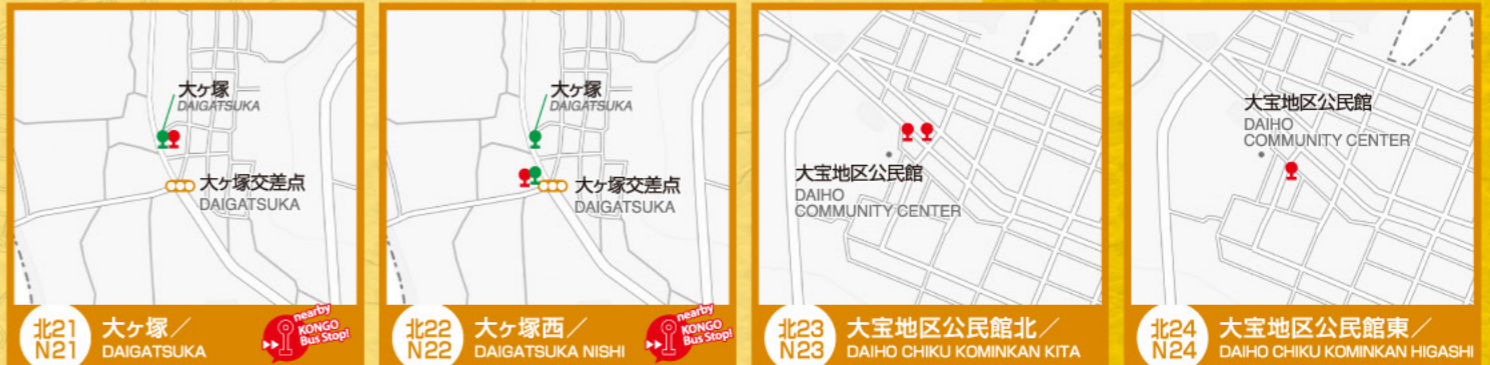 大ヶ塚
DAIGATSUKA
大ヶ塚交差点
DAIGATSUKA
北21
N21
大ヶ塚／
DAIGATSUKA
nearby
KONGO
Bus Stop!
大ヶ塚
DAIGATSUKA
大ヶ塚交差点
DAIGATSUKA
北22
N22
大ヶ塚西／
DAIGATSUKA NISHI
nearby
KONGO
Bus Stop!
大宝地区公民館
DAIHO
COMMUNITY CENTER
北23
N23
大宝地区公民館北／
DAIHO CHIKU KOMINKAN KITA
大宝地区公民館
DAIHO
COMMUNITY CENTER
北24
N24
大宝地区公民館東／
DAIHO CHIKU KOMINKAN HIGASHI